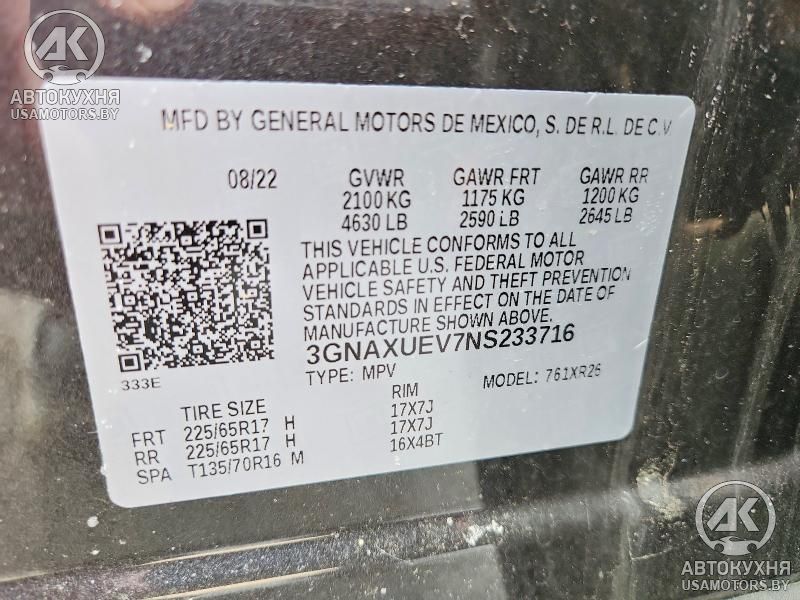 AK
АВТОКУХНЯ
USAMOTORS.BY
MFD BY GENERAL MOTORS DE MEXICO, S. DE R.L. DE C.V
08/22 GVWR GAWR FRT GAWR RR
2100 KG 1175 KG 1200 KG
4630 LB 2590 LB 2645 LB
THIS VEHICLE CONFORMS TO ALL
APPLICABLE U.S. FEDERAL MOTOR
VEHICLE SAFETY AND THEFT PREVENTION
STANDARDS IN EFFECT ON THE DATE OF
MANUFACTURE SHOWN ABOVE.
3GNAXUEV7NS233716
333E TYPE: MPV MODEL: 761XR26
TIRE SIZE RIM
FRT 225/65R17 H 17X7J
RR 225/65R17 H 17X7J
SPA T135/70R16 M 16X4BT
AK
АВТОКУХНЯ
USAMOTORS.BY